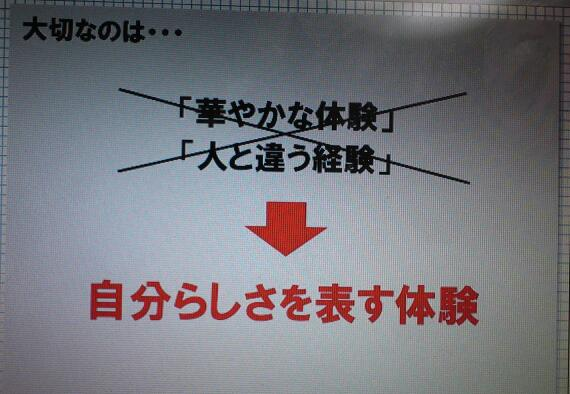 大切なのは・・・
「華やかな体験」
「人と違う経験」
自分らしさを表す体験